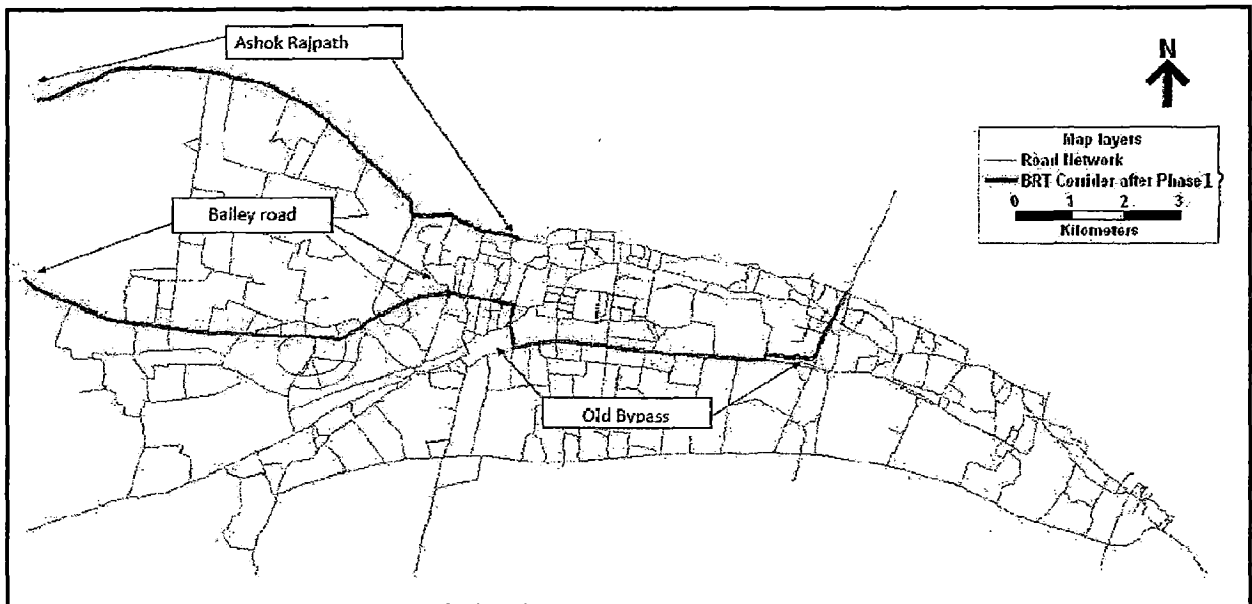 Ashok Rajpath
N
Map layers
Road Network
BRT Corridor after Phase 1
0 1 2 3
Kilometers
Bailey road
Old Bypass